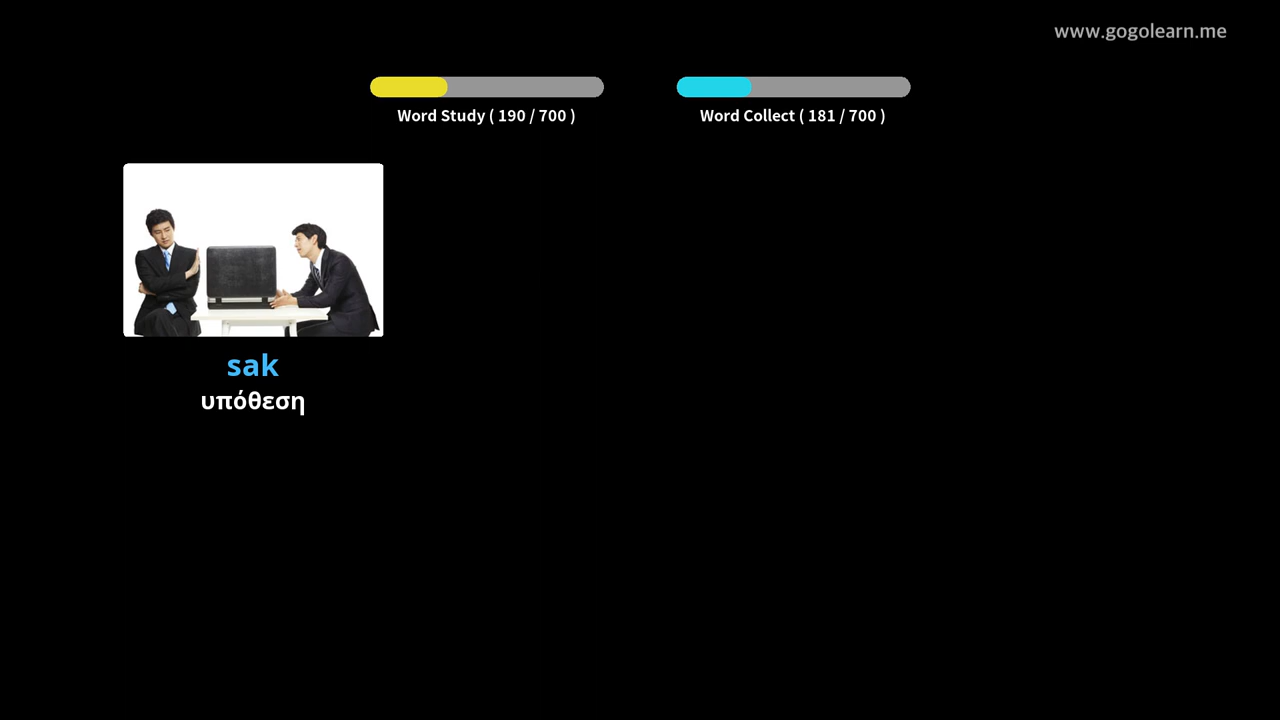 www.gogolearn.me
Word Study ( 190 / 700 )
Word Collect ( 181 / 700 )
sak
υπόθεση